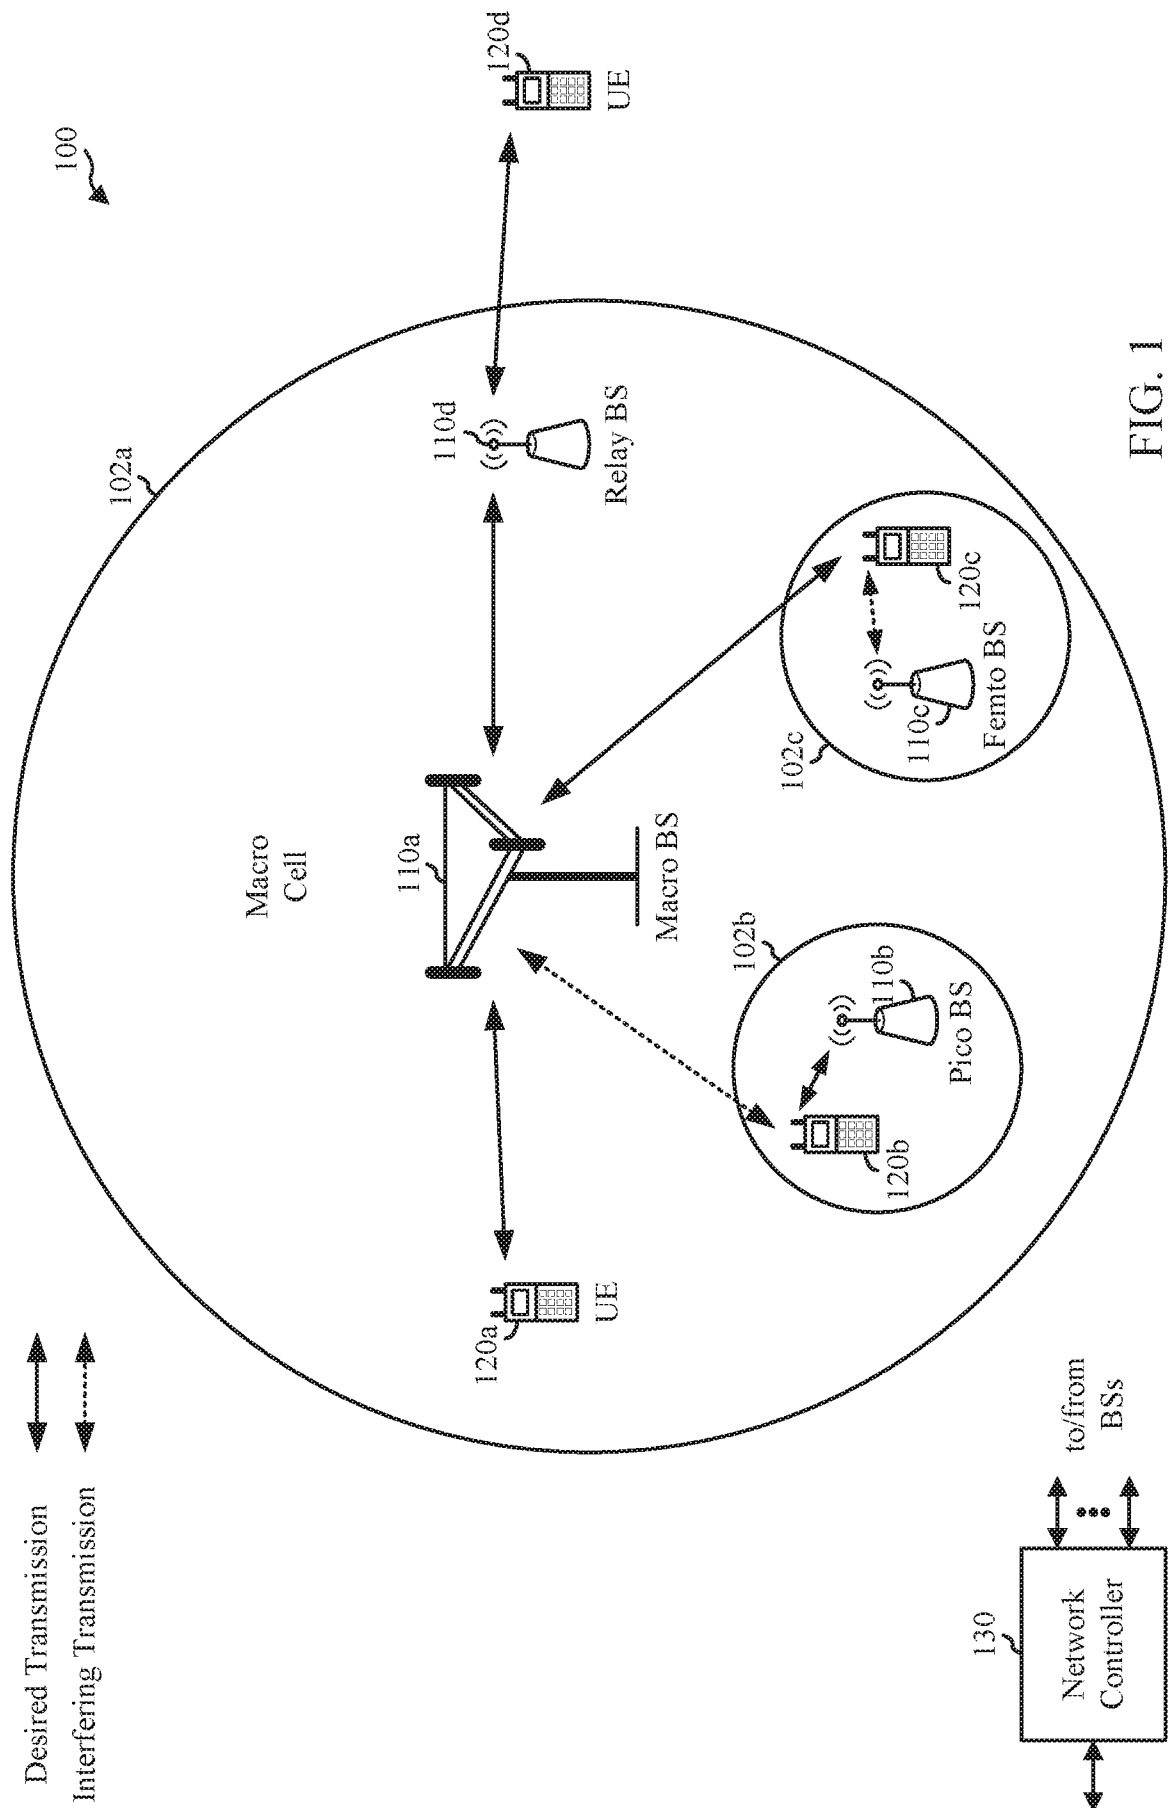 Desired Transmission
Interfering Transmission
100
102a
Macro
Cell
110a
110d
120d
120a
UE
Macro BS
Relay BS
UE
102b
102c
110b
120b
Pico BS
110c
120c
Femto BS
130
Network
Controller
to/from
BSs
FIG. 1